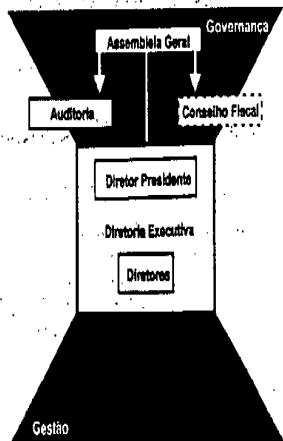 Governança
Assembleia Geral
Auditoria
Conselho Fiscal
Diretor Presidente
Diretoria Executiva
Diretores
Gestão